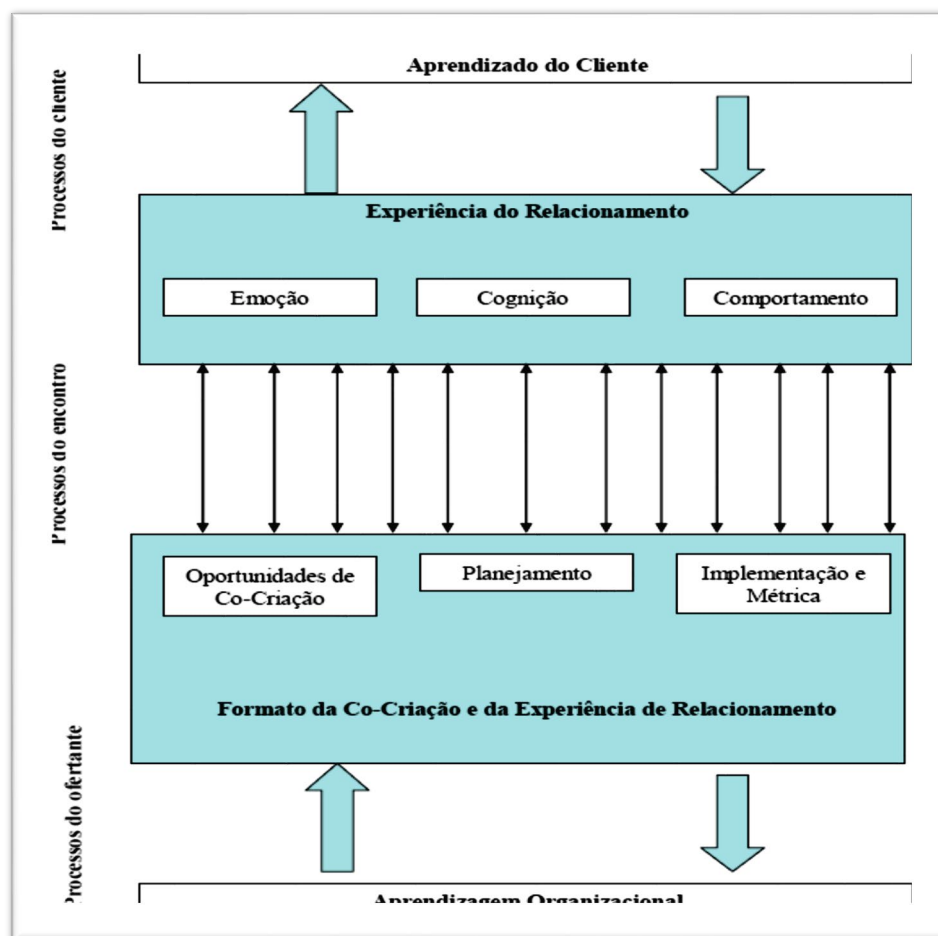 Processos do cliente
Aprendizado do Cliente
Experiência do Relacionamento
Emoção
Cognição
Comportamento
Processos do encontro
Oportunidades de
Co-Criação
Planejamento
Implementação e
Métrica
Formato da Co-Criação e da Experiência de Relacionamento
Processos do ofertante
Aprendizagem Organizacional